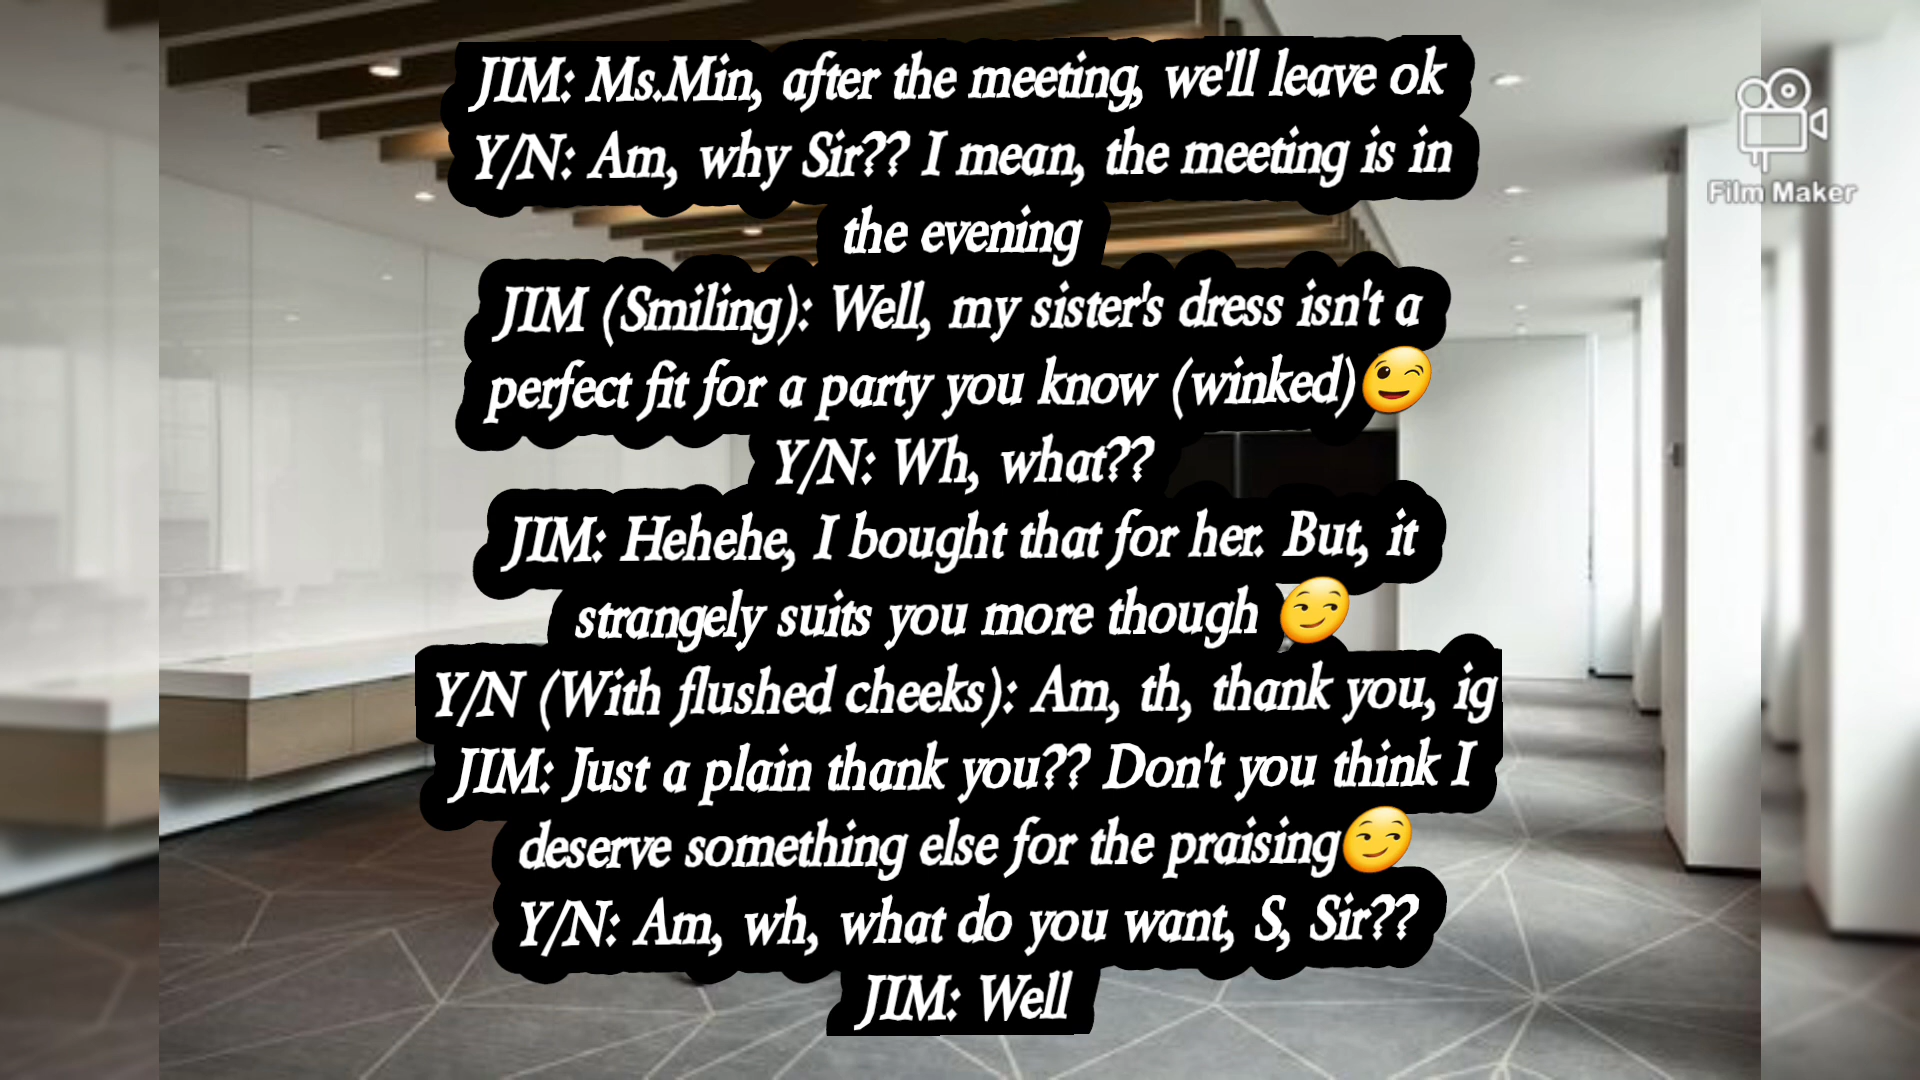 JIM: Ms.Min, after the meeting, we'll leave ok
Y/N: Am, why Sir?? I mean, the meeting is in
the evening
JIM (Smiling): Well, my sister's dress isn't a
perfect fit for a party you know (winked)😉
Y/N: Wh, what??
JIM: Hehehe, I bought that for her. But, it
strangely suits you more though 😏
Y/N (With flushed cheeks): Am, th, thank you, ig
JIM: Just a plain thank you?? Don't you think I
deserve something else for the praising😏
Y/N: Am, wh, what do you want, S, Sir??
JIM: Well
Film Maker